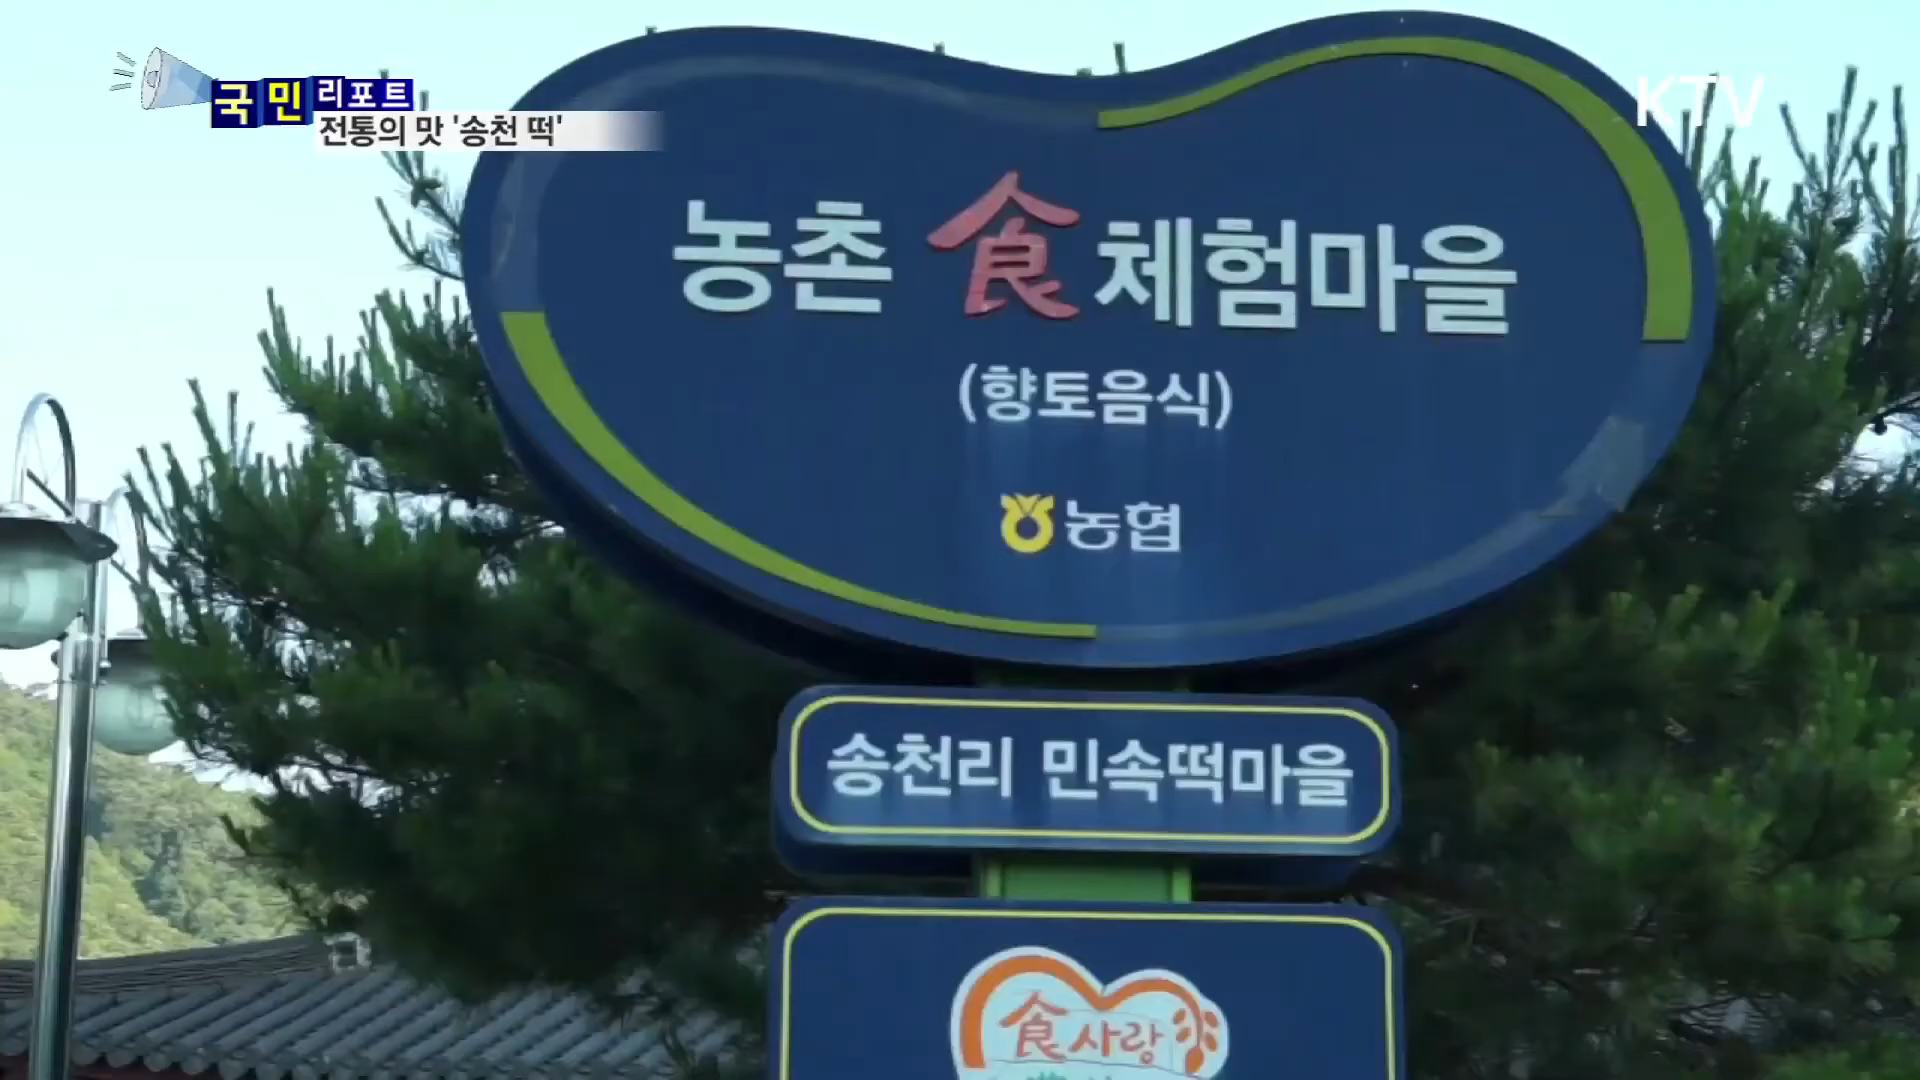 국민 리포트
전통의 맛 '송천 떡'
KTV
농촌 食 체험마을
(향토음식)
농협
송천리 민속떡마을
食사랑